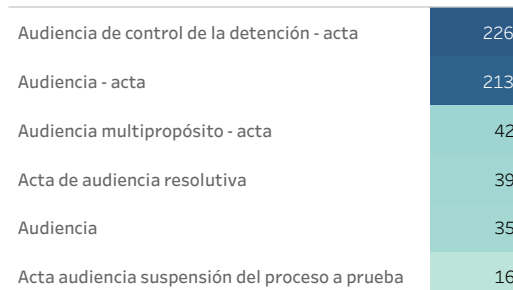 Audiencia de control de la detención - acta 226
Audiencia - acta 213
Audiencia multipropósito - acta 42
Acta de audiencia resolutiva 39
Audiencia 35
Acta audiencia suspensión del proceso a prueba 16